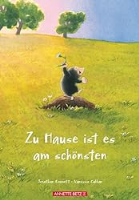 Zu Hause ist es
am schönsten
ANNETTE BETZ